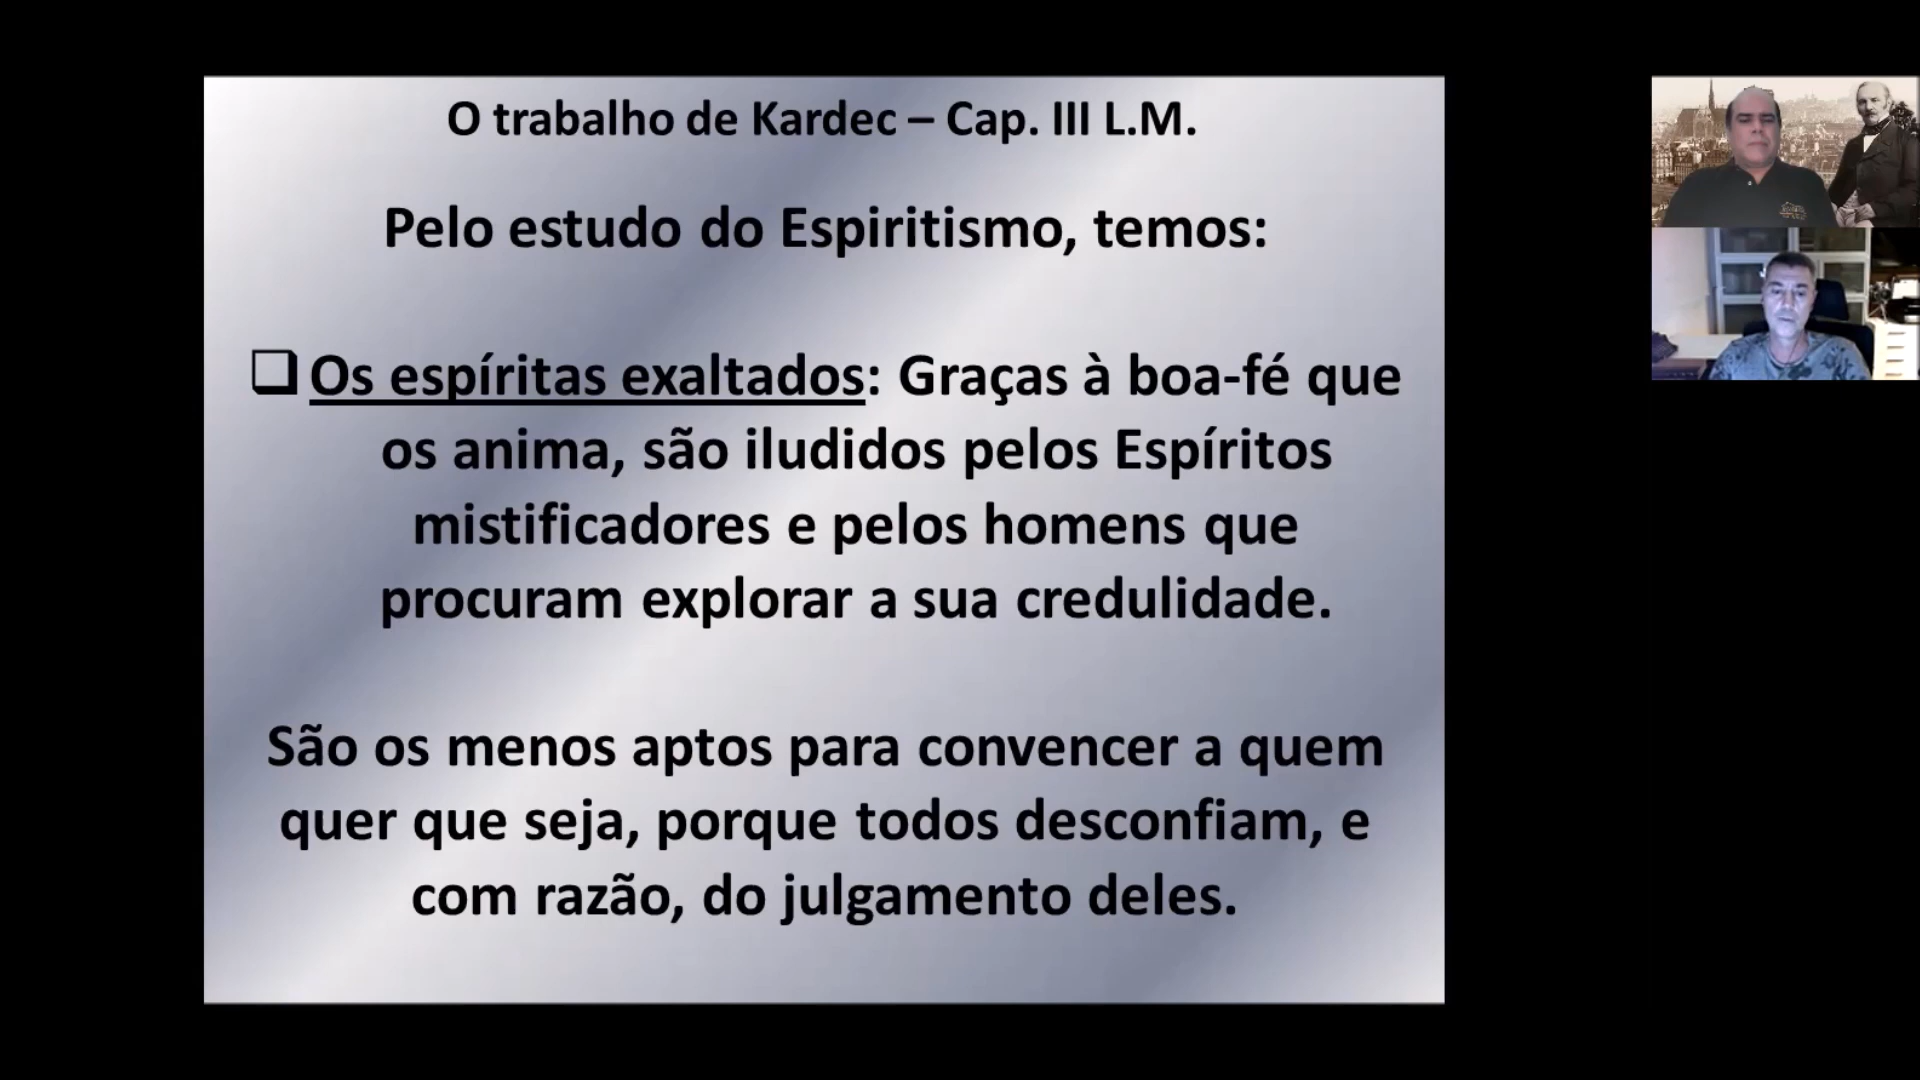 O trabalho de Kardec – Cap. III L.M.
Pelo estudo do Espiritismo, temos:
❑ Os espíritas exaltados: Graças à boa-fé que
os anima, são iludidos pelos Espíritos
mistificadores e pelos homens que
procuram explorar a sua credulidade.
São os menos aptos para convencer a quem
quer que seja, porque todos desconfiam, e
com razão, do julgamento deles.